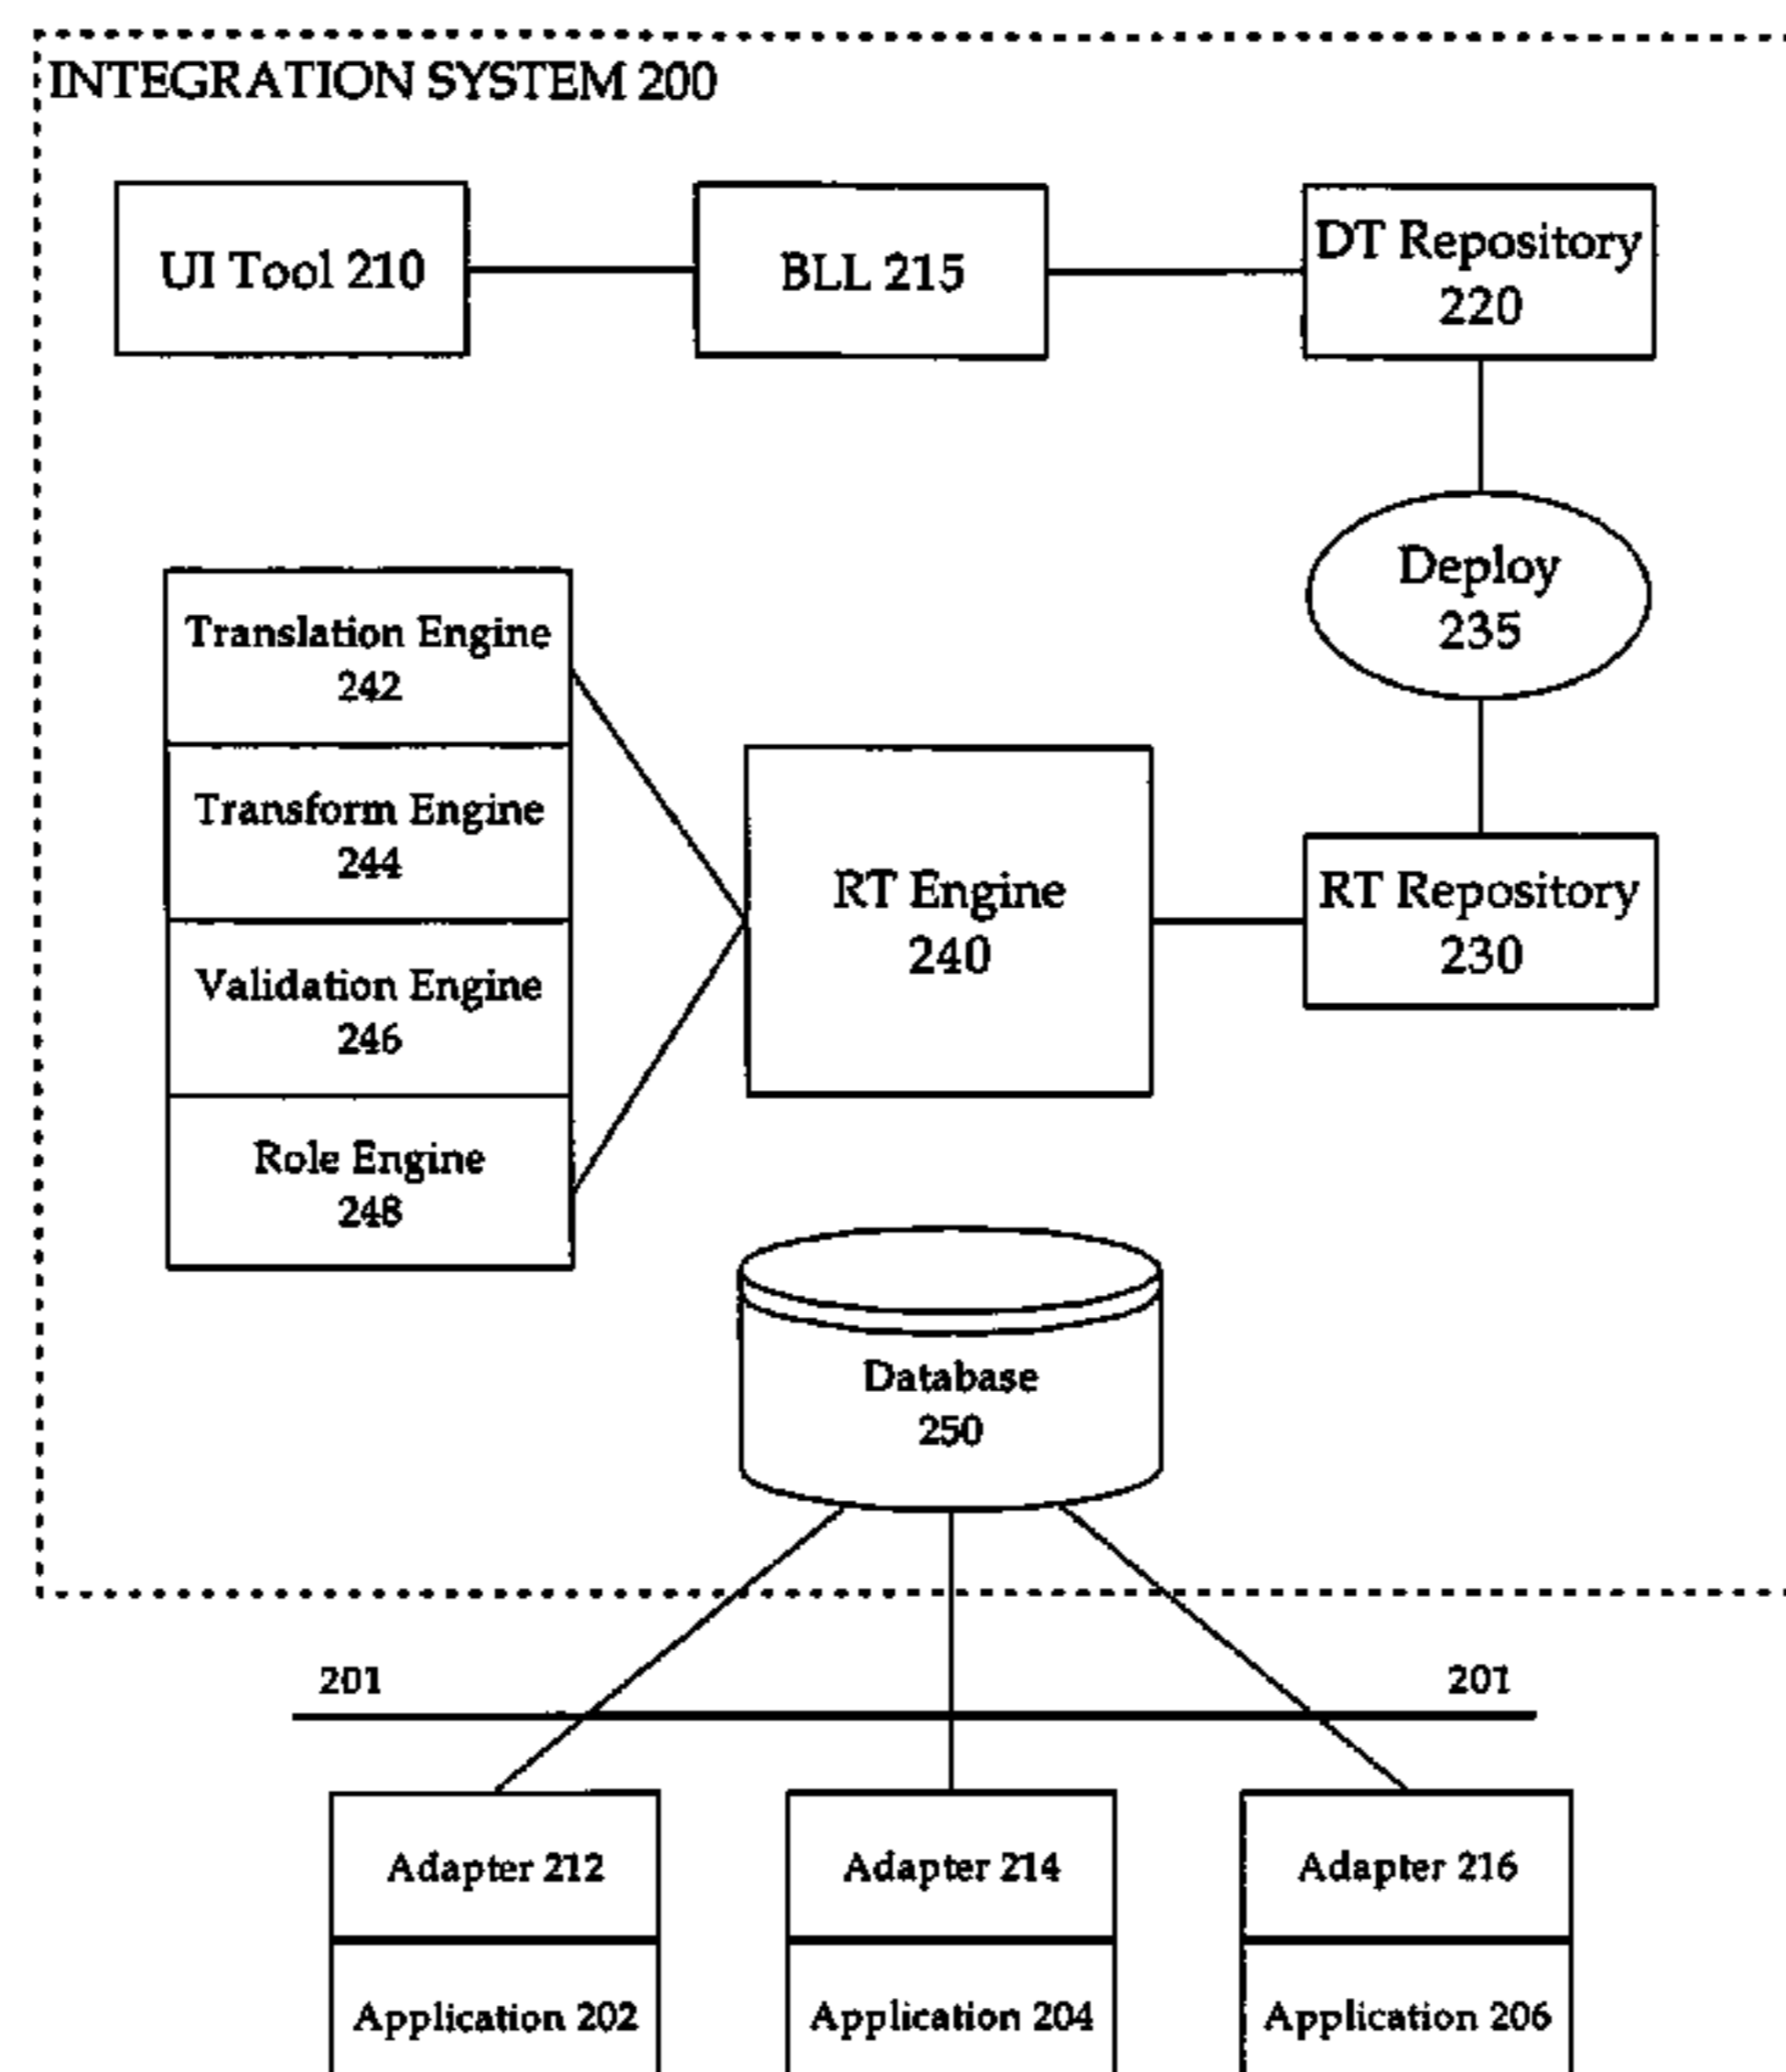 INTEGRATION SYSTEM 200
UI Tool 210
BLL 215
DT Repository
220
Deploy
235
Translation Engine
242
Transform Engine
244
Validation Engine
246
Role Engine
248
RT Engine
240
RT Repository
230
Database
250
201
201
Adapter 212
Adapter 214
Adapter 216
Application 202
Application 204
Application 206